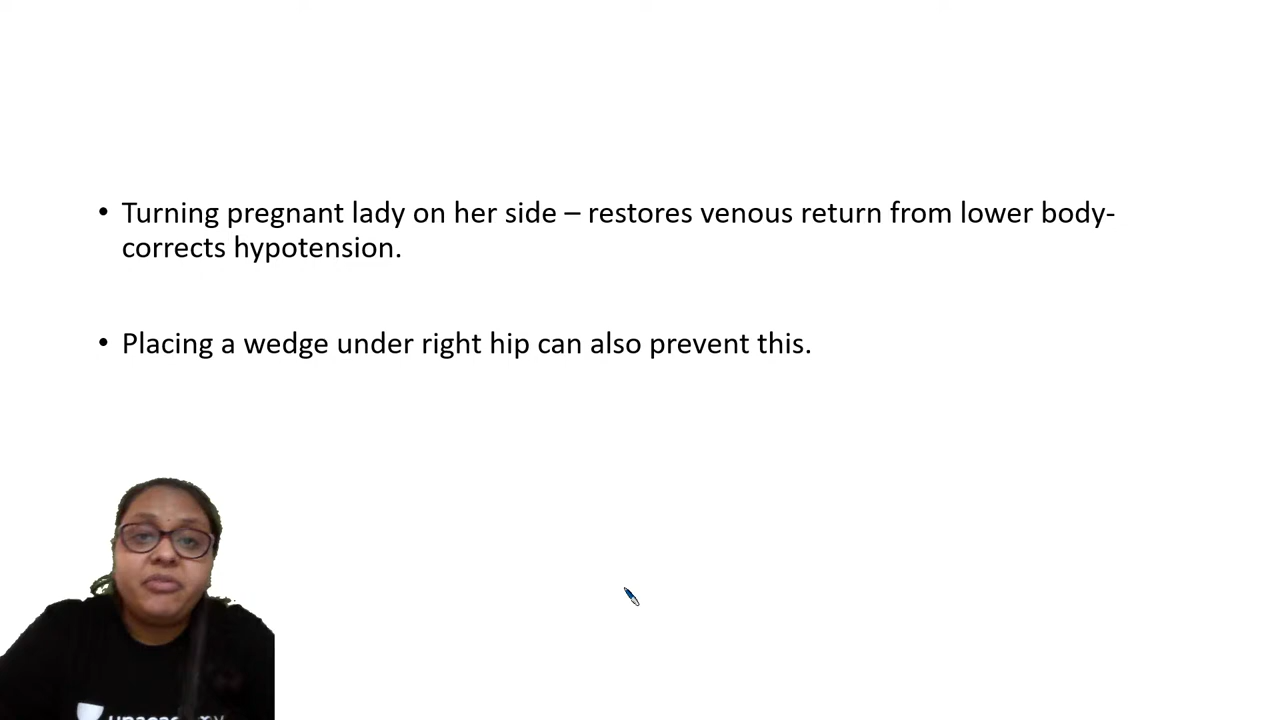 • Turning pregnant lady on her side – restores venous return from lower body-
corrects hypotension.
• Placing a wedge under right hip can also prevent this.